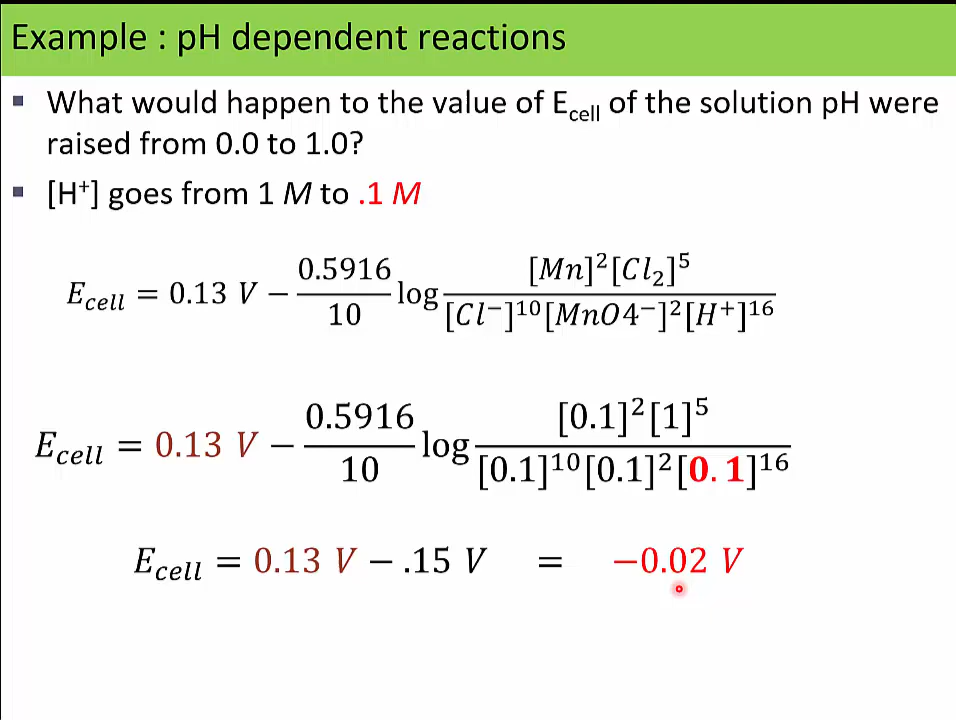 Example : pH dependent reactions
▪ What would happen to the value of E_cell of the solution pH were
raised from 0.0 to 1.0?
▪ [H⁺] goes from 1 M to .1 M
E_cell = 0.13 V − 0.5916/10 log [Mn]²[Cl₂]⁵/[Cl⁻]¹⁰[MnO4⁻]²[H⁺]¹⁶
E_cell = 0.13 V − 0.5916/10 log [0.1]²[1]⁵/[0.1]¹⁰[0.1]²[0.1]¹⁶
E_cell = 0.13 V − .15 V = −0.02 V